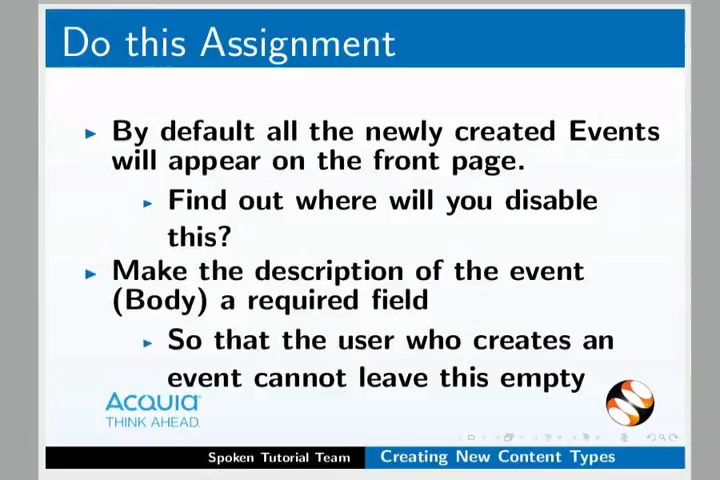 Do this Assignment
By default all the newly created Events
will appear on the front page.
Find out where will you disable
this?
Make the description of the event
(Body) a required field
So that the user who creates an
event cannot leave this empty
Acquia
THINK AHEAD.
Spoken Tutorial Team
Creating New Content Types